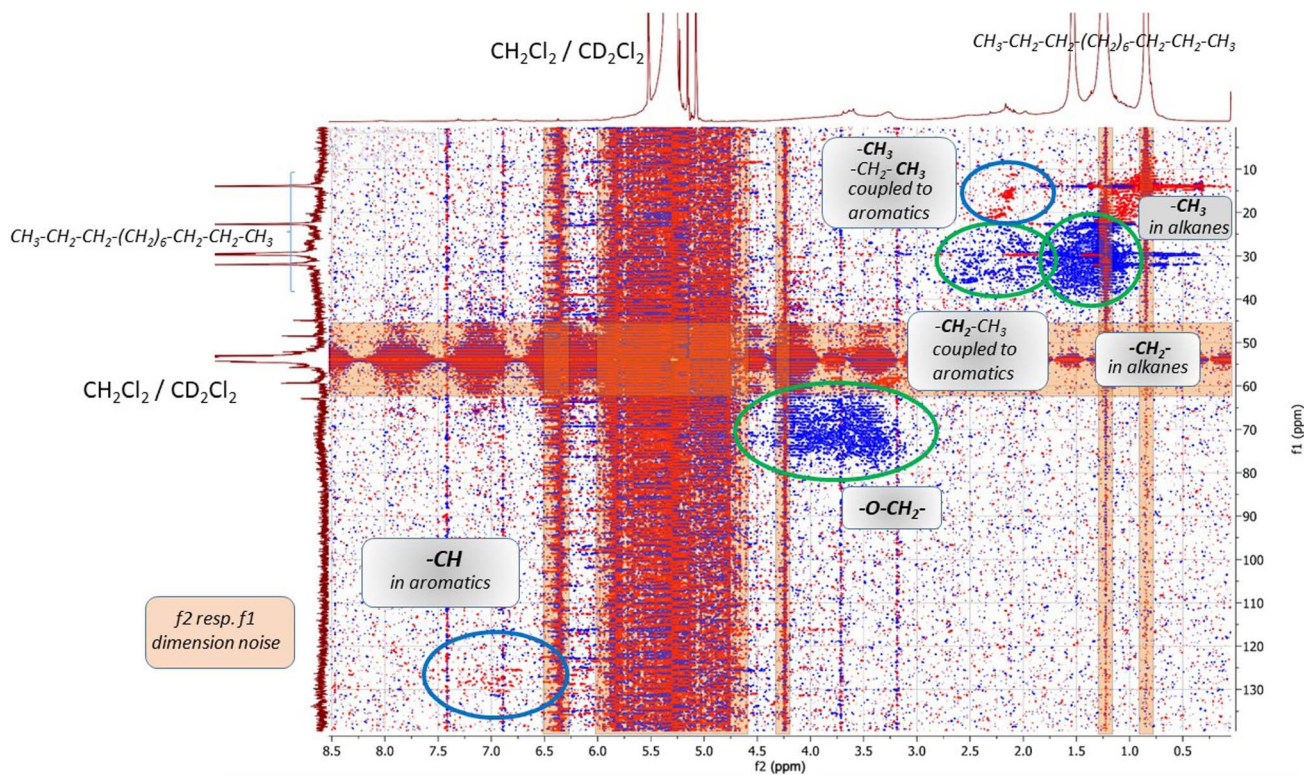 CH₂Cl₂ / CD₂Cl₂
CH₃-CH₂-CH₂-(CH₂)₆-CH₂-CH₂-CH₃
-CH₃
-CH₂-CH₃
coupled to
aromatics
-CH₃
in alkanes
CH₃-CH₂-CH₂-(CH₂)₆-CH₂-CH₂-CH₃
-CH₂-CH₃
coupled to
aromatics
-CH₂-
in alkanes
CH₂Cl₂ / CD₂Cl₂
-O-CH₂-
-CH
in aromatics
f2 resp. f1
dimension noise
10
20
30
40
50
60
70
80
90
100
110
120
130
f1 (ppm)
8.5 8.0 7.5 7.0 6.5 6.0 5.5 5.0 4.5 4.0 3.5 3.0 2.5 2.0 1.5 1.0 0.5
f2 (ppm)